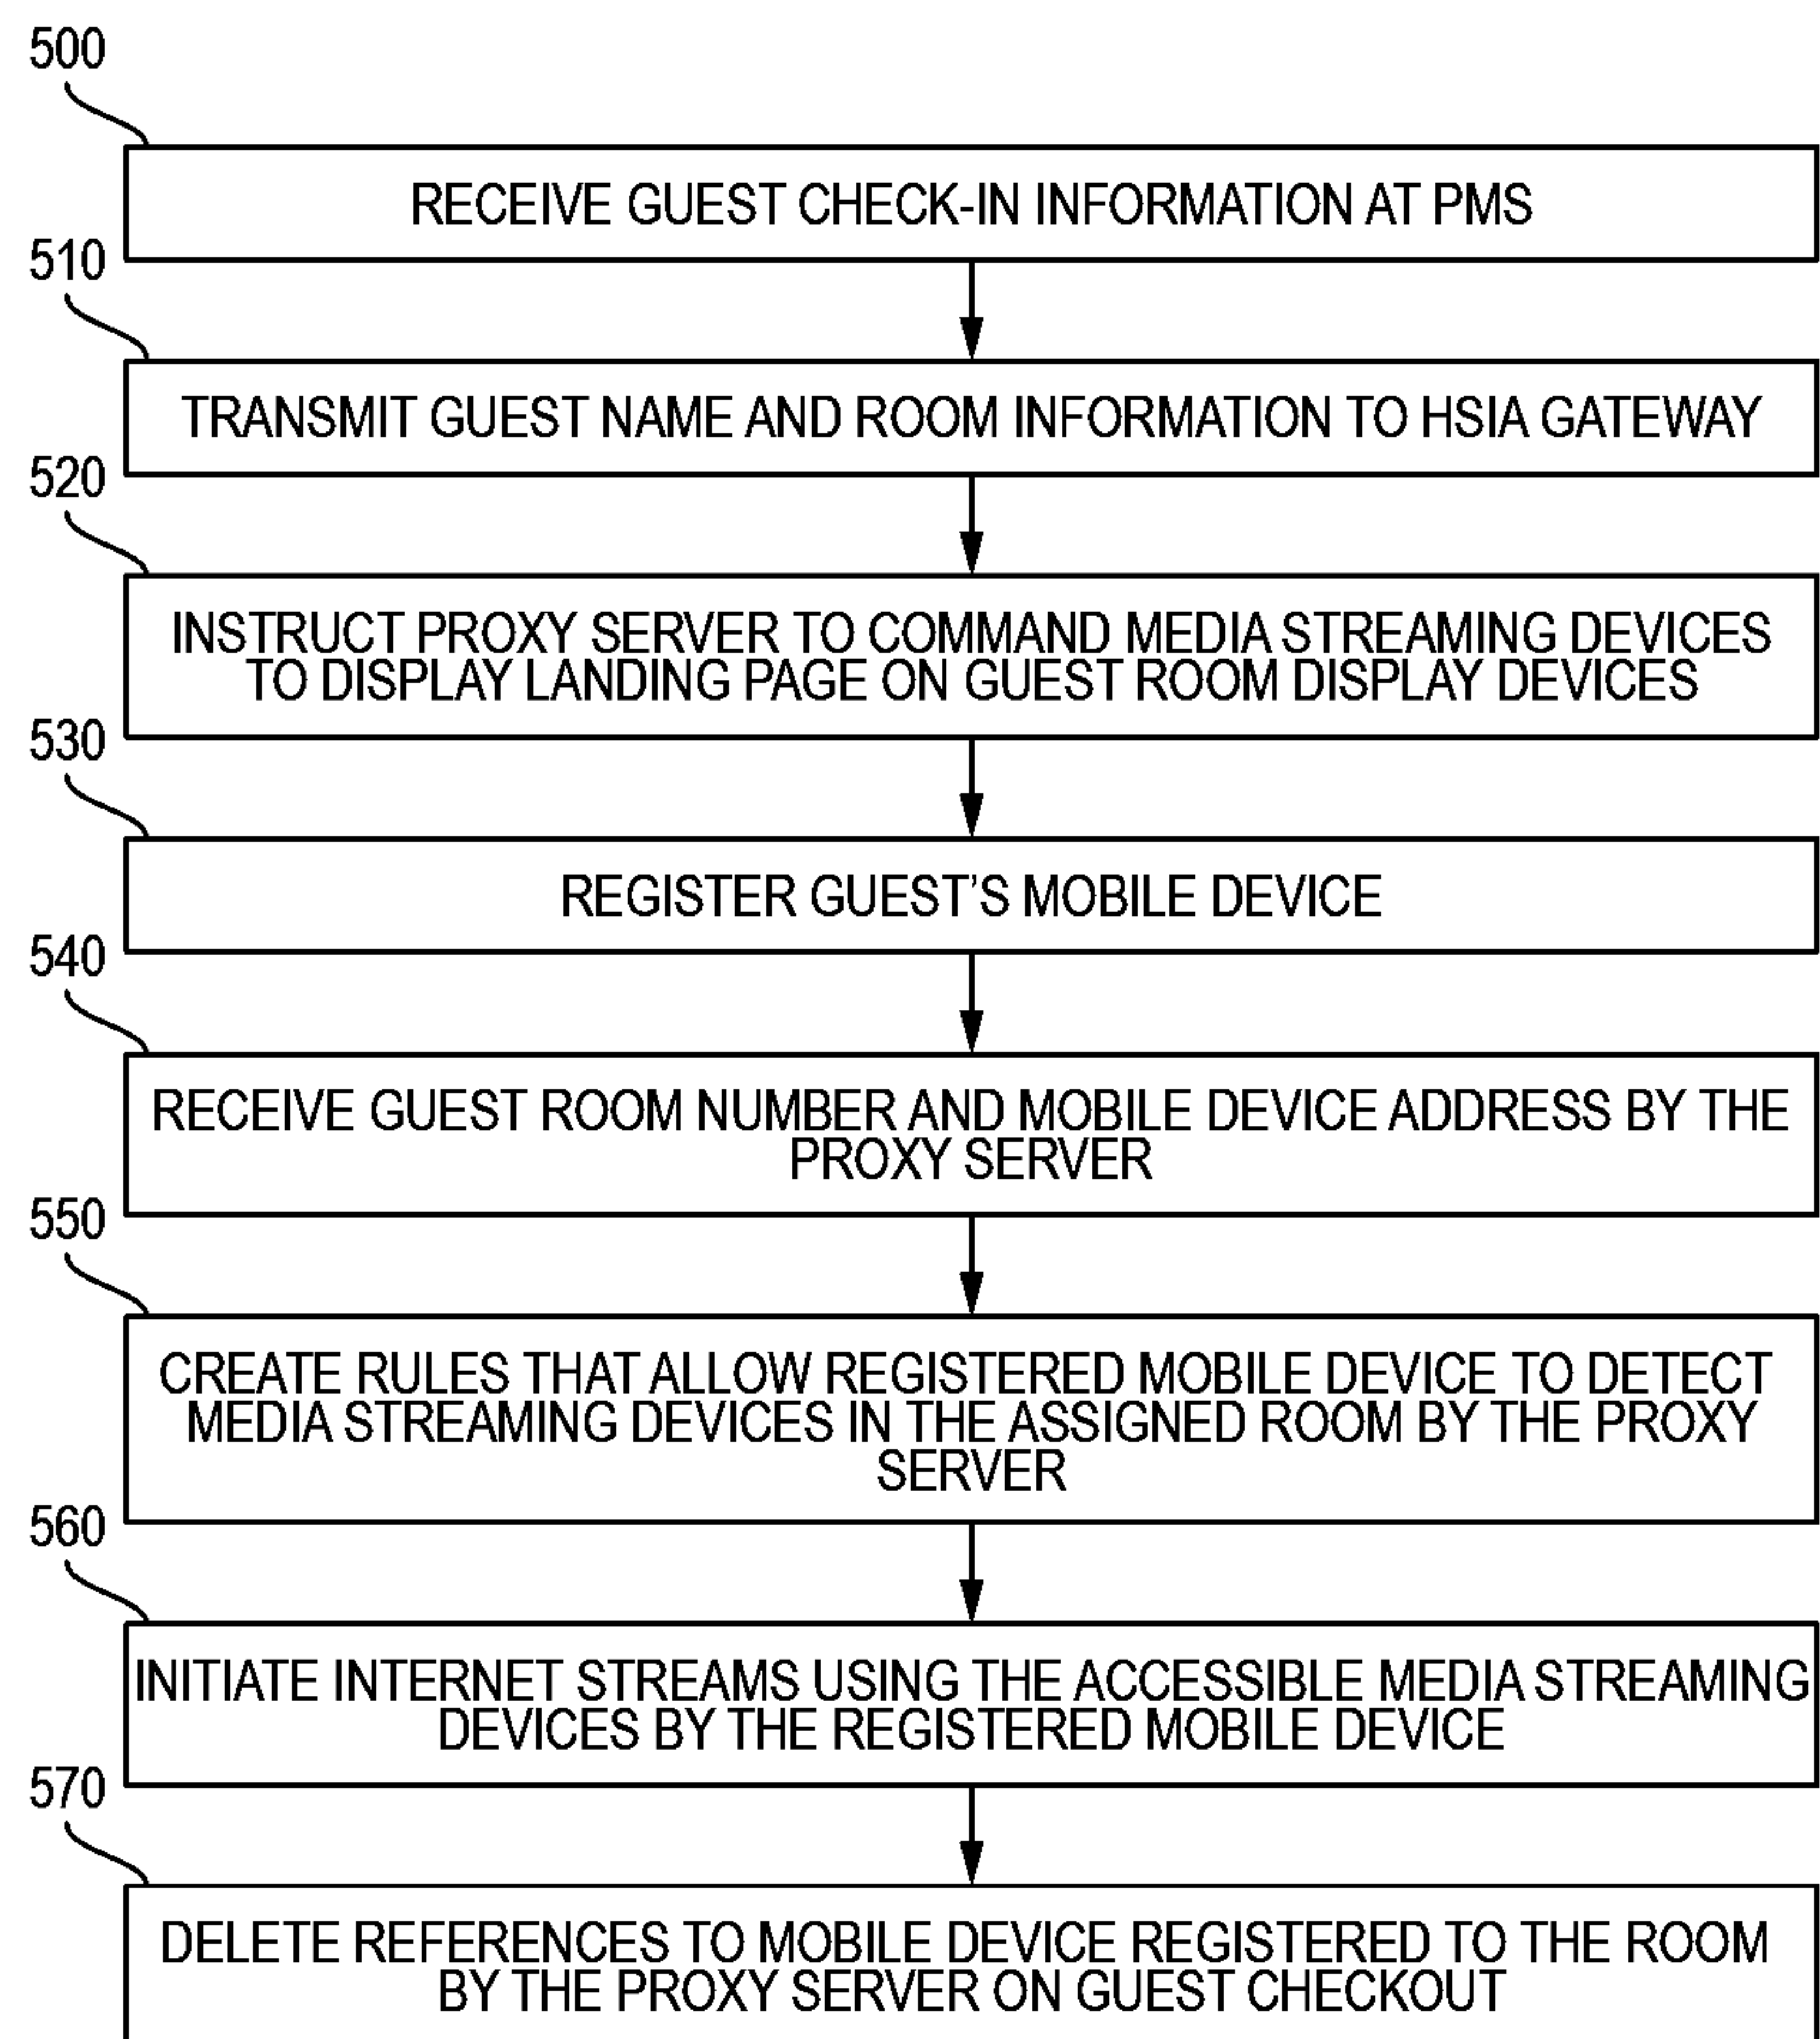 500
RECEIVE GUEST CHECK-IN INFORMATION AT PMS
510
TRANSMIT GUEST NAME AND ROOM INFORMATION TO HSIA GATEWAY
520
INSTRUCT PROXY SERVER TO COMMAND MEDIA STREAMING DEVICES
TO DISPLAY LANDING PAGE ON GUEST ROOM DISPLAY DEVICES
530
REGISTER GUEST'S MOBILE DEVICE
540
RECEIVE GUEST ROOM NUMBER AND MOBILE DEVICE ADDRESS BY THE
PROXY SERVER
550
CREATE RULES THAT ALLOW REGISTERED MOBILE DEVICE TO DETECT
MEDIA STREAMING DEVICES IN THE ASSIGNED ROOM BY THE PROXY
SERVER
560
INITIATE INTERNET STREAMS USING THE ACCESSIBLE MEDIA STREAMING
DEVICES BY THE REGISTERED MOBILE DEVICE
570
DELETE REFERENCES TO MOBILE DEVICE REGISTERED TO THE ROOM
BY THE PROXY SERVER ON GUEST CHECKOUT